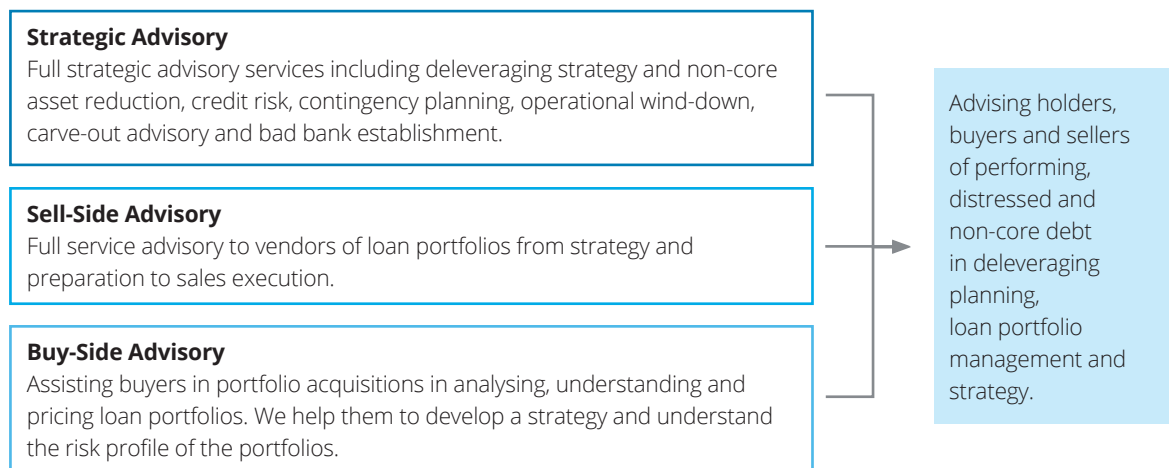 Strategic Advisory
Full strategic advisory services including deleveraging strategy and non-core
asset reduction, credit risk, contingency planning, operational wind-down,
carve-out advisory and bad bank establishment.
Sell-Side Advisory
Full service advisory to vendors of loan portfolios from strategy and
preparation to sales execution.
Buy-Side Advisory
Assisting buyers in portfolio acquisitions in analysing, understanding and
pricing loan portfolios. We help them to develop a strategy and understand
the risk profile of the portfolios.
Advising holders,
buyers and sellers
of performing,
distressed and
non-core debt
in deleveraging
planning,
loan portfolio
management and
strategy.